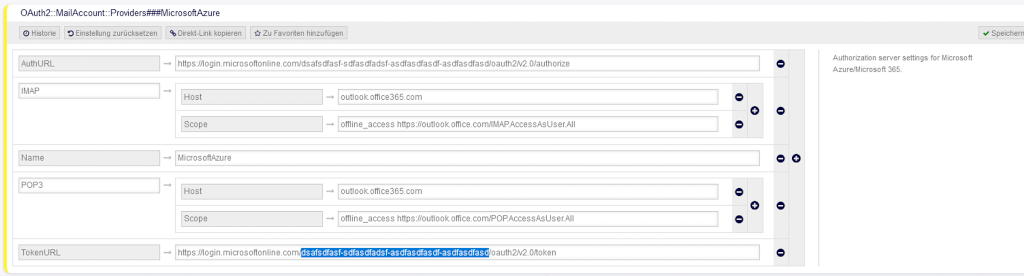 OAuth2::MailAccount::Providers###MicrosoftAzure
Historie Einstellung zurücksetzen Direkt-Link kopieren Zu Favoriten hinzufügen Speichern
AuthURL https://login.microsoftonline.com/dsafsdfasf-sdfasdfadsf-asdfasdfasdf-asdfasdfasd/oauth2/v2.0/authorize
Authorization server settings for Microsoft
Azure/Microsoft 365.
IMAP
Host outlook.office365.com
Scope offline_access https://outlook.office.com/IMAP.AccessAsUser.All
Name MicrosoftAzure
POP3
Host outlook.office365.com
Scope offline_access https://outlook.office.com/POP.AccessAsUser.All
TokenURL https://login.microsoftonline.com/dsafsdfasf-sdfasdfadsf-asdfasdfasdf-asdfasdfasd/oauth2/v2.0/token